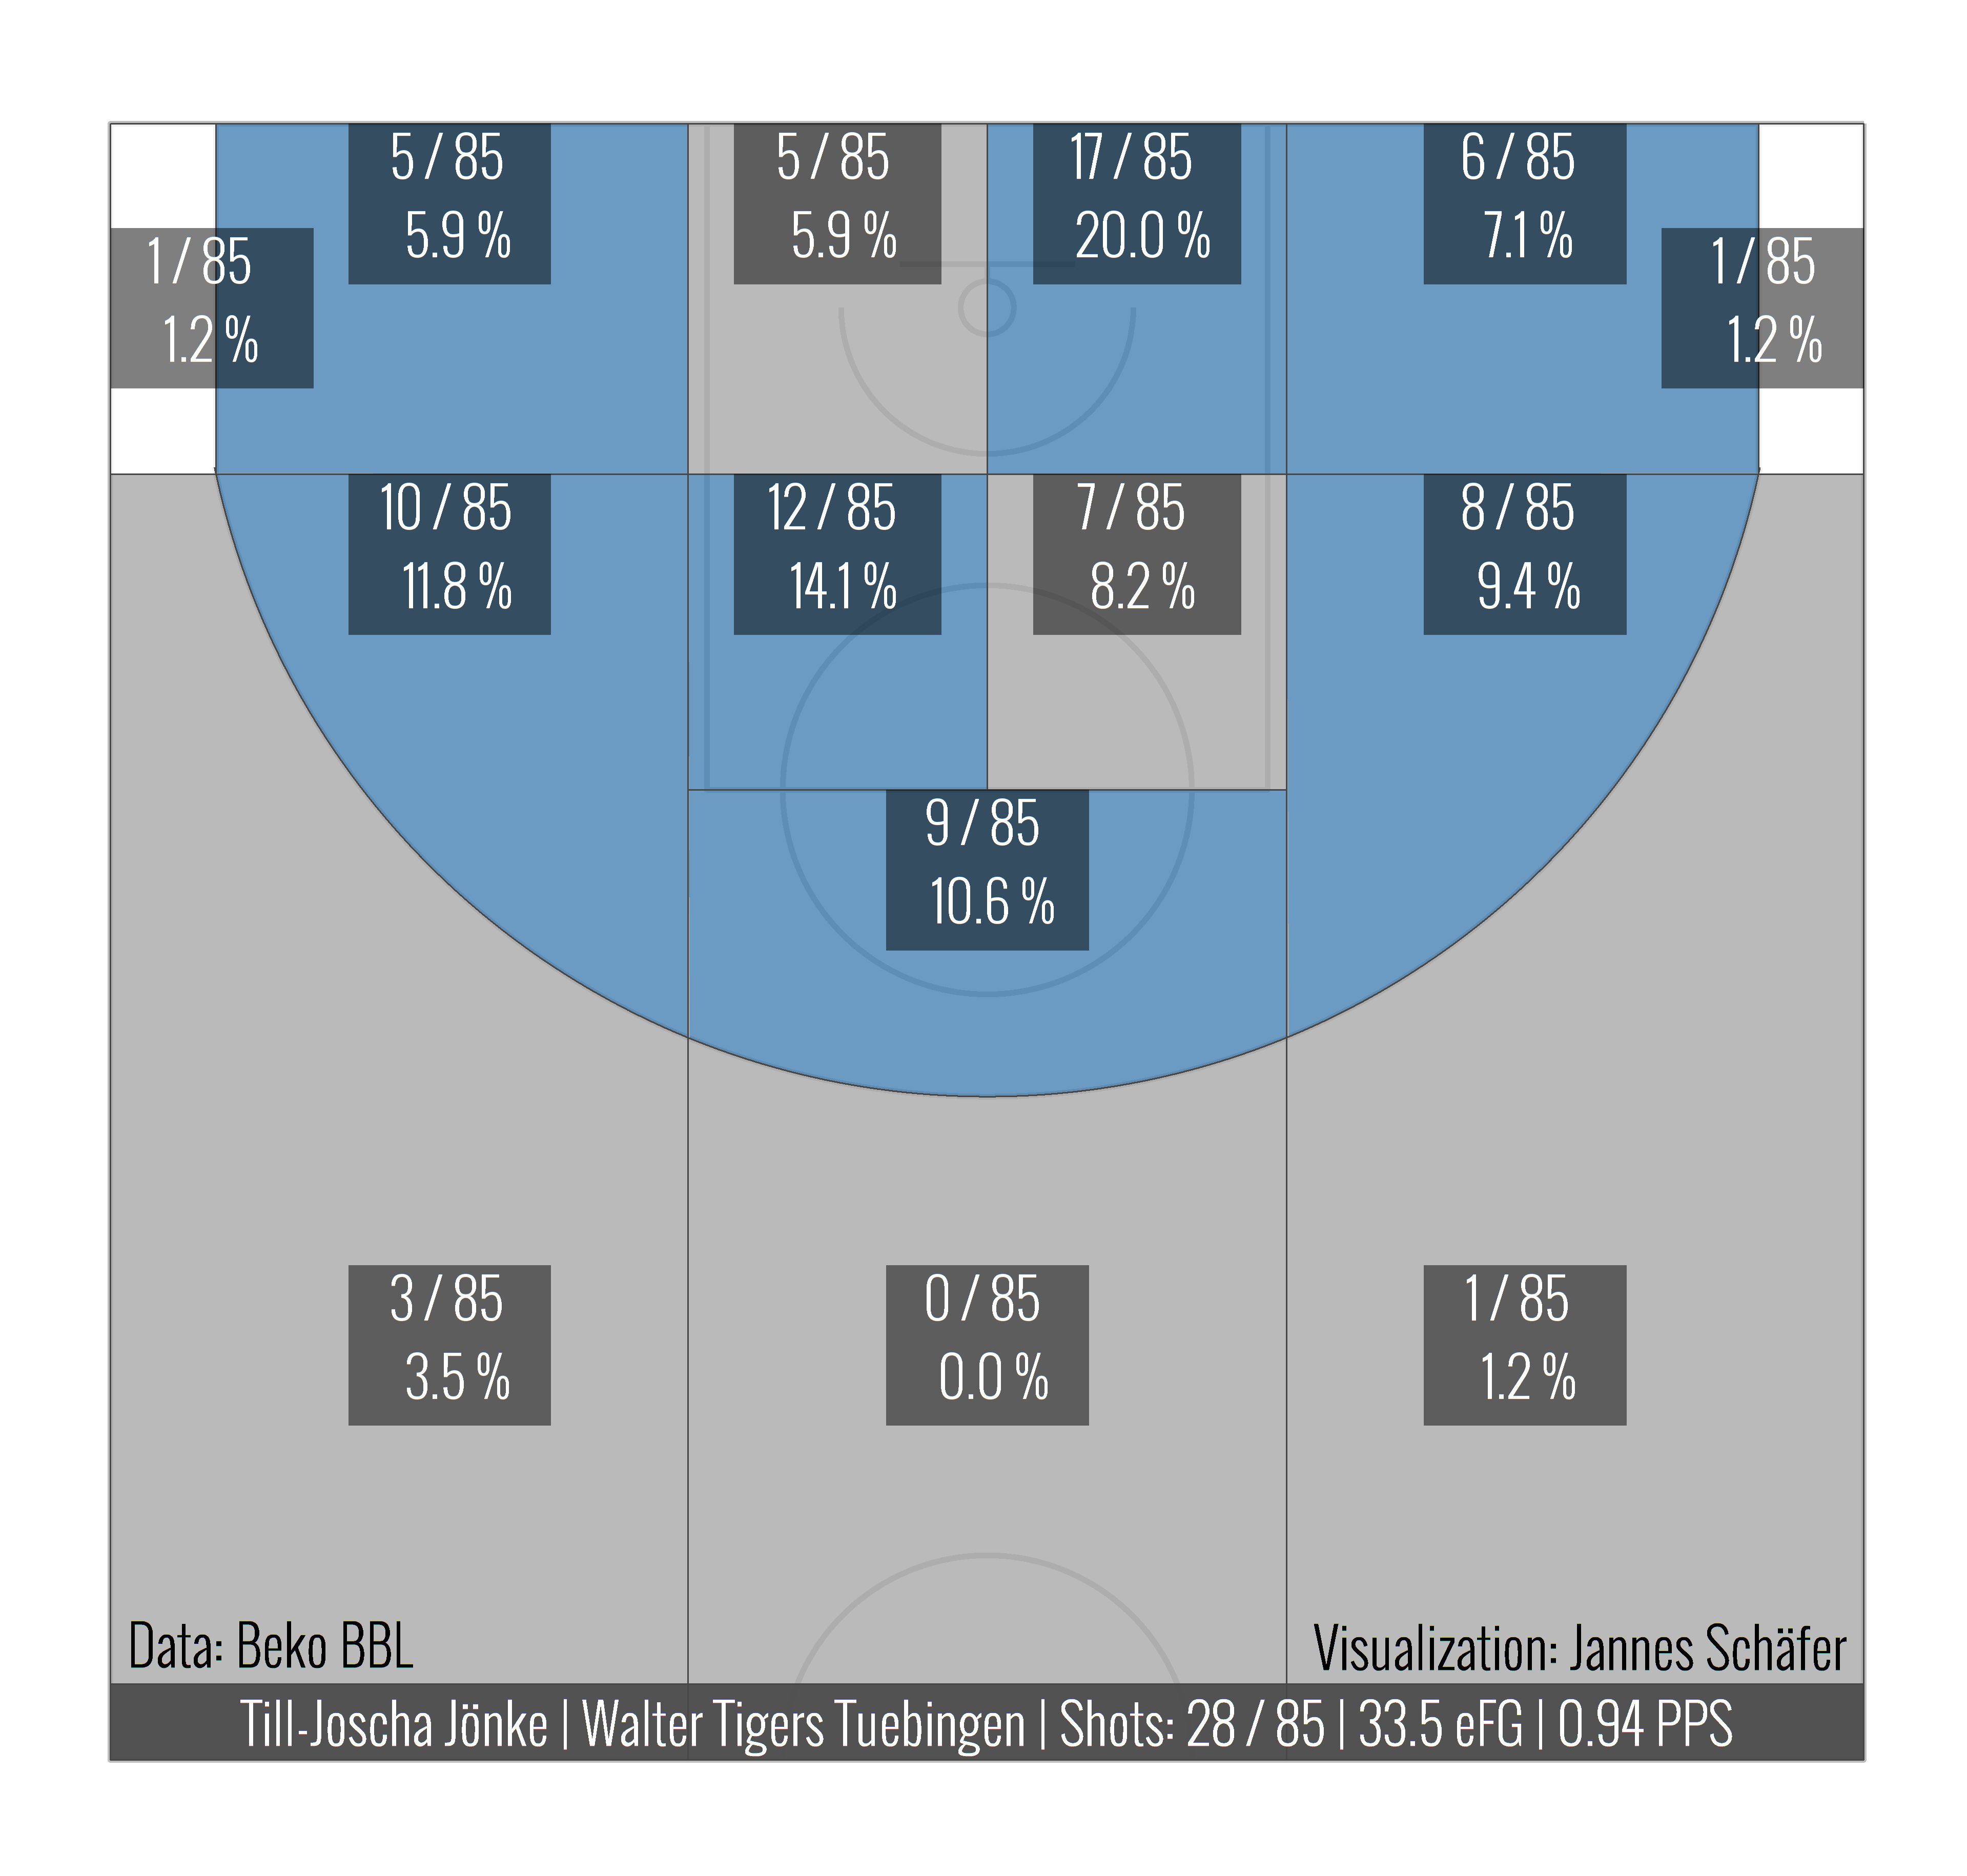 5 / 85
5.9 %
5 / 85
5.9 %
17 / 85
20.0 %
6 / 85
7.1 %
1 / 85
1.2 %
1 / 85
1.2 %
10 / 85
11.8 %
12 / 85
14.1 %
7 / 85
8.2 %
8 / 85
9.4 %
9 / 85
10.6 %
3 / 85
3.5 %
0 / 85
0.0 %
1 / 85
1.2 %
Data: Beko BBL
Visualization: Jannes Schäfer
Till-Joscha Jönke | Walter Tigers Tuebingen | Shots: 28 / 85 | 33.5 eFG | 0.94 PPS